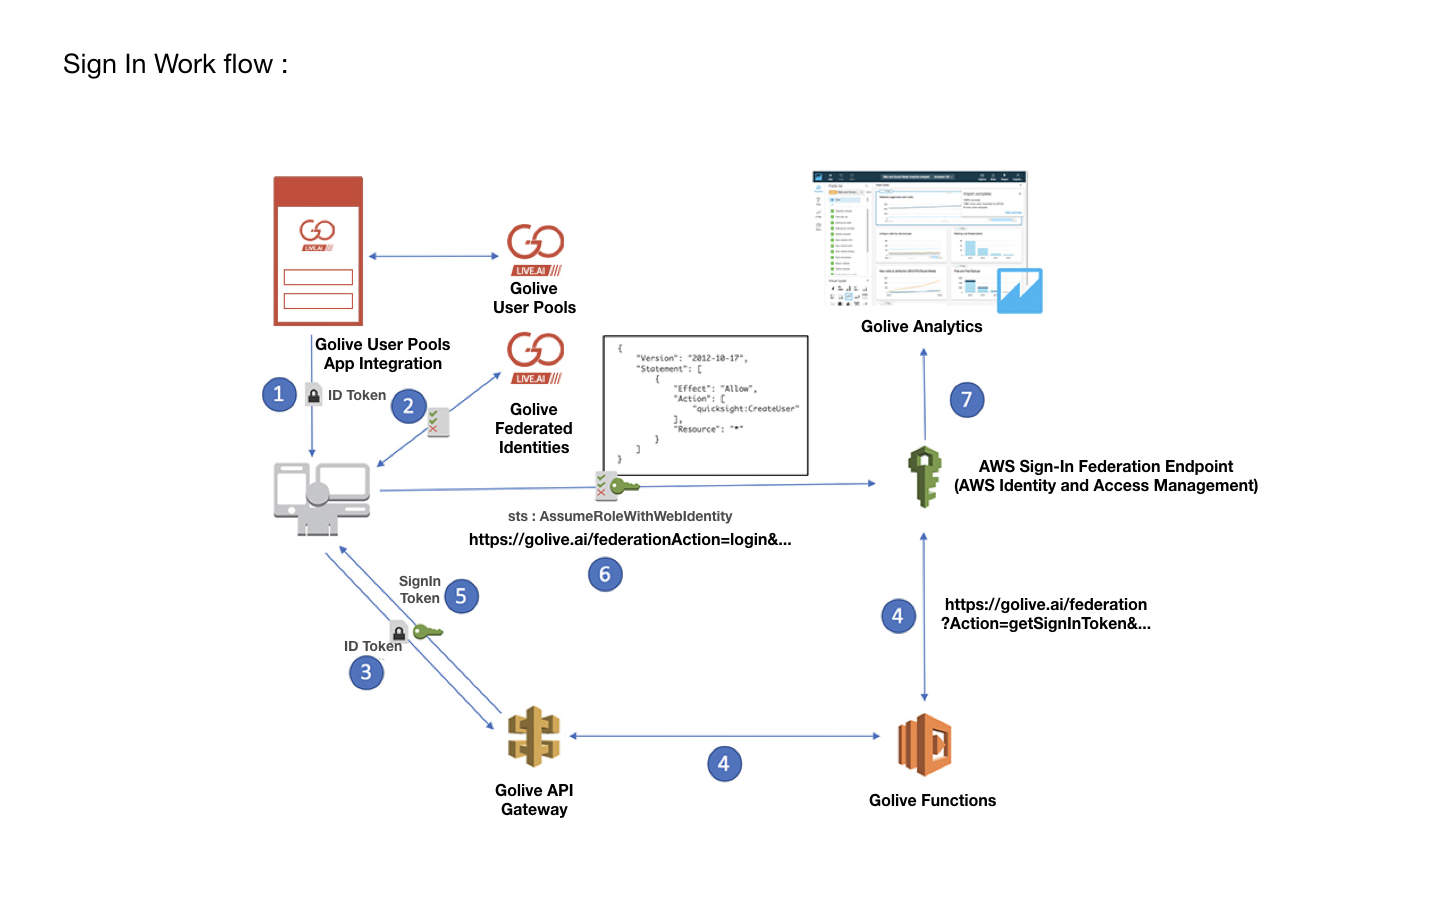 Sign In Work flow :
GO
LIVE.AI
GO
LIVE.AI
Golive
User Pools
Golive Analytics
Golive User Pools
App Integration
GO
LIVE.AI
Golive
Federated
Identities
1
ID Token
2
{
"Version": "2012-10-17",
"Statement": [
{
"Effect": "Allow",
"Action": [
"quicksight:CreateUser"
],
"Resource": "*"
}
]
}
7
AWS Sign-In Federation Endpoint
(AWS Identity and Access Management)
sts : AssumeRoleWithWebIdentity
https://golive.ai/federationAction=login&...
6
SignIn
Token
5
ID Token
3
4
https://golive.ai/federation
?Action=getSignInToken&...
4
Golive API
Gateway
Golive Functions